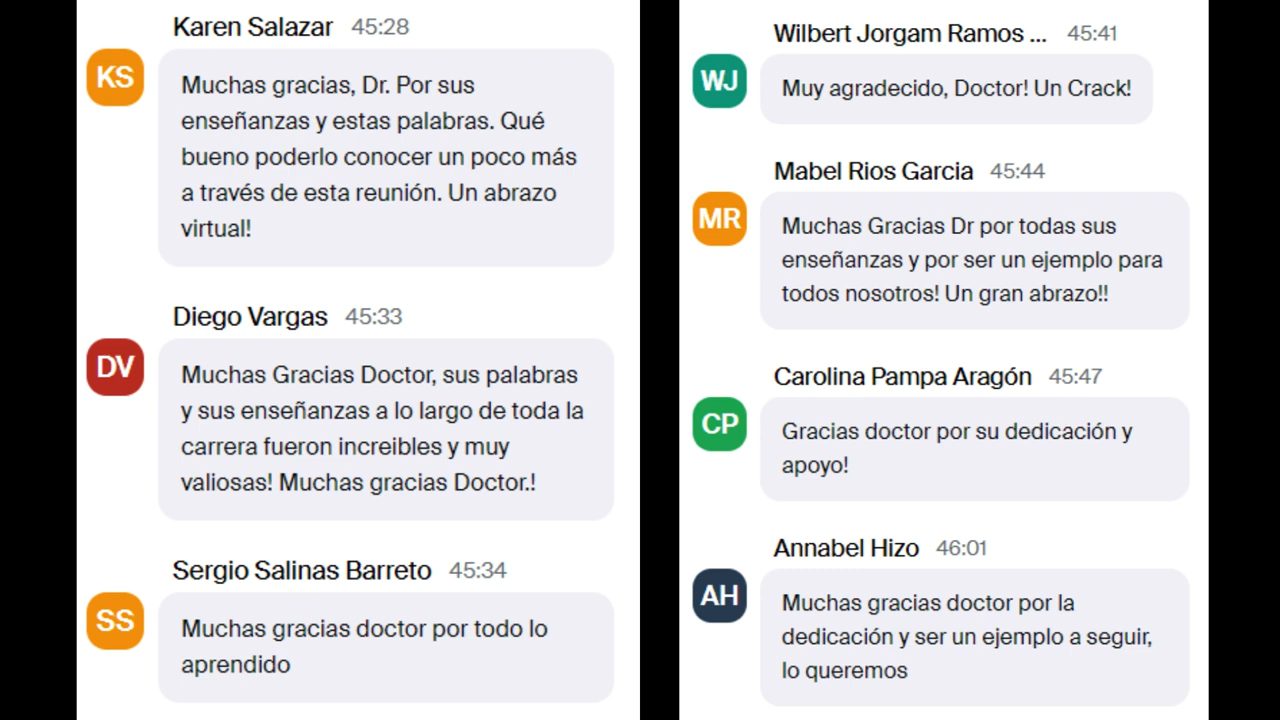 Karen Salazar 45:28
KS
Muchas gracias, Dr. Por sus
enseñanzas y estas palabras. Qué
bueno poderlo conocer un poco más
a través de esta reunión. Un abrazo
virtual!
Diego Vargas 45:33
DV
Muchas Gracias Doctor, sus palabras
y sus enseñanzas a lo largo de toda la
carrera fueron increibles y muy
valiosas! Muchas gracias Doctor.!
Sergio Salinas Barreto 45:34
SS
Muchas gracias doctor por todo lo
aprendido
Wilbert Jorgam Ramos ... 45:41
WJ
Muy agradecido, Doctor! Un Crack!
Mabel Rios Garcia 45:44
MR
Muchas Gracias Dr por todas sus
enseñanzas y por ser un ejemplo para
todos nosotros! Un gran abrazo!!
Carolina Pampa Aragón 45:47
CP
Gracias doctor por su dedicación y
apoyo!
Annabel Hizo 46:01
AH
Muchas gracias doctor por la
dedicación y ser un ejemplo a seguir,
lo queremos